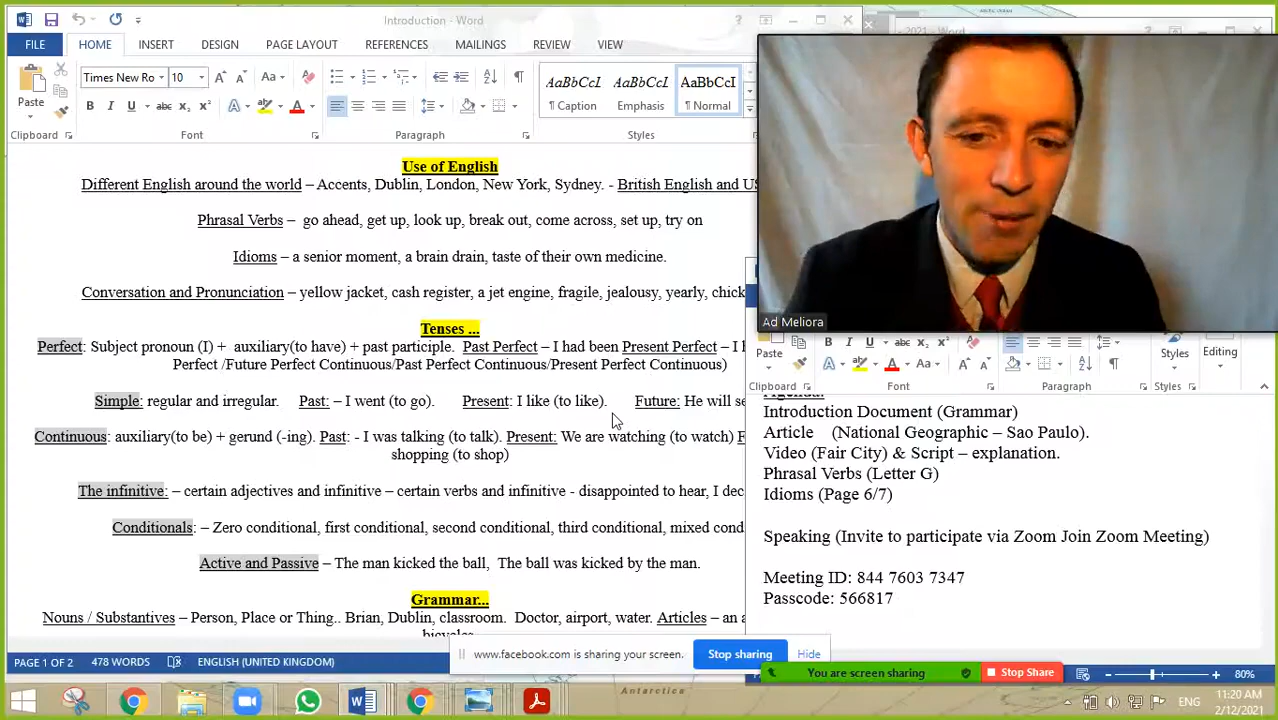 Introduction - Word
- 2021 - Word
FILE
HOME
INSERT
DESIGN
PAGE LAYOUT
REFERENCES
MAILINGS
REVIEW
VIEW
Times New Ro
10
Paste
AaBbCcI
AaBbCcI
AaBbCcI
¶ Caption
Emphasis
¶ Normal
Clipboard
Font
Paragraph
Styles
Use of English
Different English around the world – Accents, Dublin, London, New York, Sydney. - British English and US
Phrasal Verbs – go ahead, get up, look up, break out, come across, set up, try on
Idioms – a senior moment, a brain drain, taste of their own medicine.
Conversation and Pronunciation – yellow jacket, cash register, a jet engine, fragile, jealousy, yearly, chick
Tenses ...
Perfect: Subject pronoun (I) + auxiliary(to have) – past participle. Past Perfect – I had been Present Perfect – I
Perfect /Future Perfect Continuous/Past Perfect Continuous/Present Perfect Continuous)
Simple: regular and irregular. Past: – I went (to go). Present: I like (to like). Future: He will se
Continuous: auxiliary(to be) + gerund (-ing). Past: - I was talking (to talk). Present: We are watching (to watch) F
shopping (to shop)
The infinitive: – certain adjectives and infinitive – certain verbs and infinitive - disappointed to hear, I dec
Conditionals: – Zero conditional, first conditional, second conditional, third conditional, mixed cond
Active and Passive – The man kicked the ball, The ball was kicked by the man.
Grammar...
Nouns / Substantives – Person, Place or Thing.. Brian, Dublin, classroom. Doctor, airport, water. Articles – an a
bicycles
Ad Meliora
Paste
Styles
Editing
Clipboard
Font
Paragraph
Styles
Agenda:
Introduction Document (Grammar)
Article (National Geographic – Sao Paulo).
Video (Fair City) & Script – explanation.
Phrasal Verbs (Letter G)
Idioms (Page 6/7)
Speaking (Invite to participate via Zoom Join Zoom Meeting)
Meeting ID: 844 7603 7347
Passcode: 566817
www.facebook.com is sharing your screen.
Stop sharing
Hide
You are screen sharing
Stop Share
PAGE 1 OF 2
478 WORDS
ENGLISH (UNITED KINGDOM)
80%
Antarctica
ENG
11:20 AM
2/12/2021